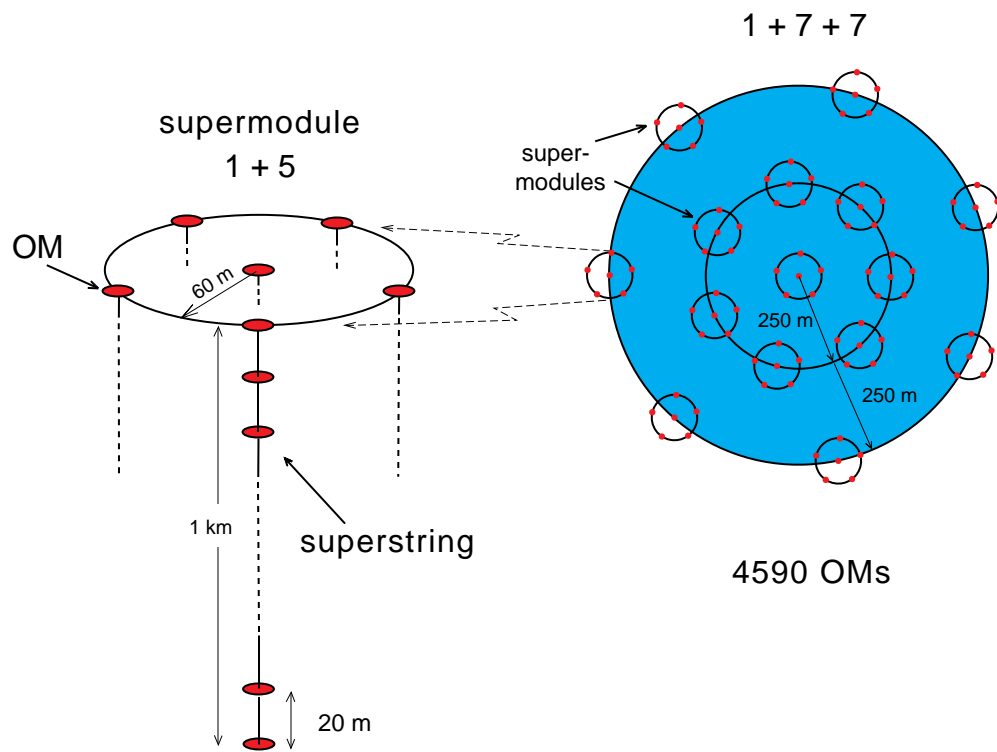 1 + 7 + 7
supermodule
1 + 5
super-
modules
OM
60 m
250 m
250 m
1 km
superstring
4590 OMs
20 m